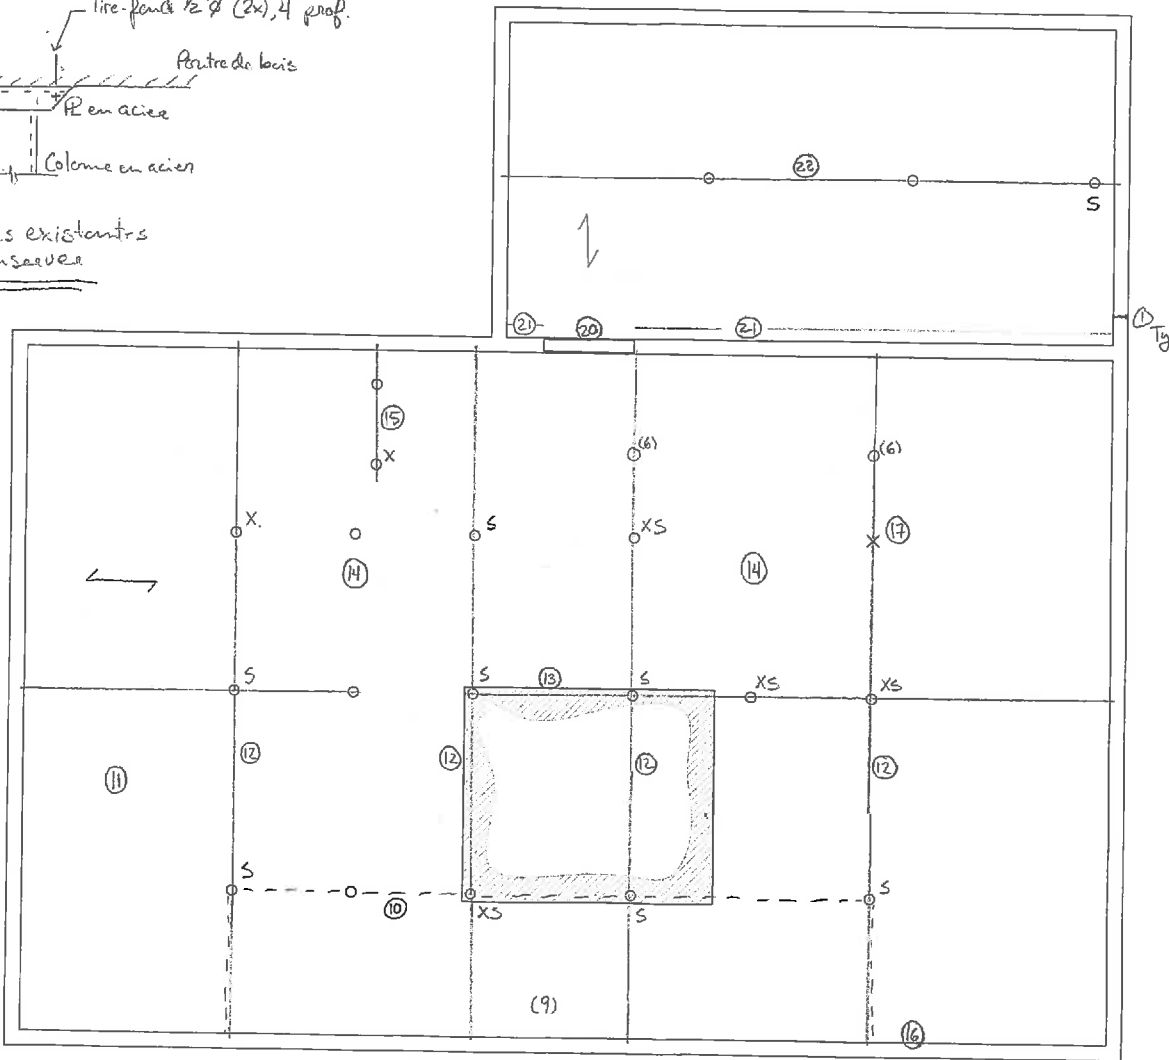 Tire-fond ½ ø (2x), 4 prof.
Poutre de bois
PL en acier
Colonne en acier
s existantes
nserver
22
S
21
20
21
1
Ty
15
X
(6)
(6)
X.
S
XS
17
14
14
S
S
13
S
XS
XS
12
12
12
12
11
S
S
10
XS
S
(9)
16